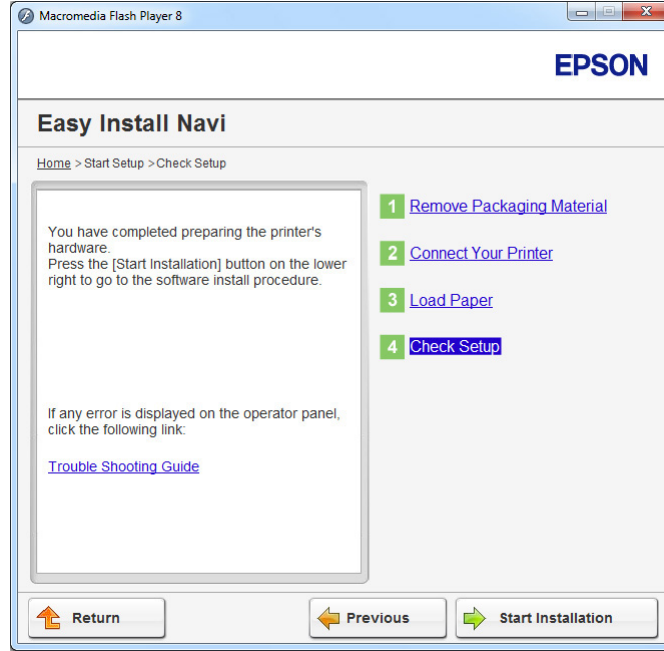 Macromedia Flash Player 8
EPSON
Easy Install Navi
Home > Start Setup >Check Setup
You have completed preparing the printer's
hardware.
Press the [Start Installation] button on the lower
right to go to the software install procedure.
If any error is displayed on the operator panel,
click the following link:
Trouble Shooting Guide
1 Remove Packaging Material
2 Connect Your Printer
3 Load Paper
4 Check Setup
Return
Previous
Start Installation